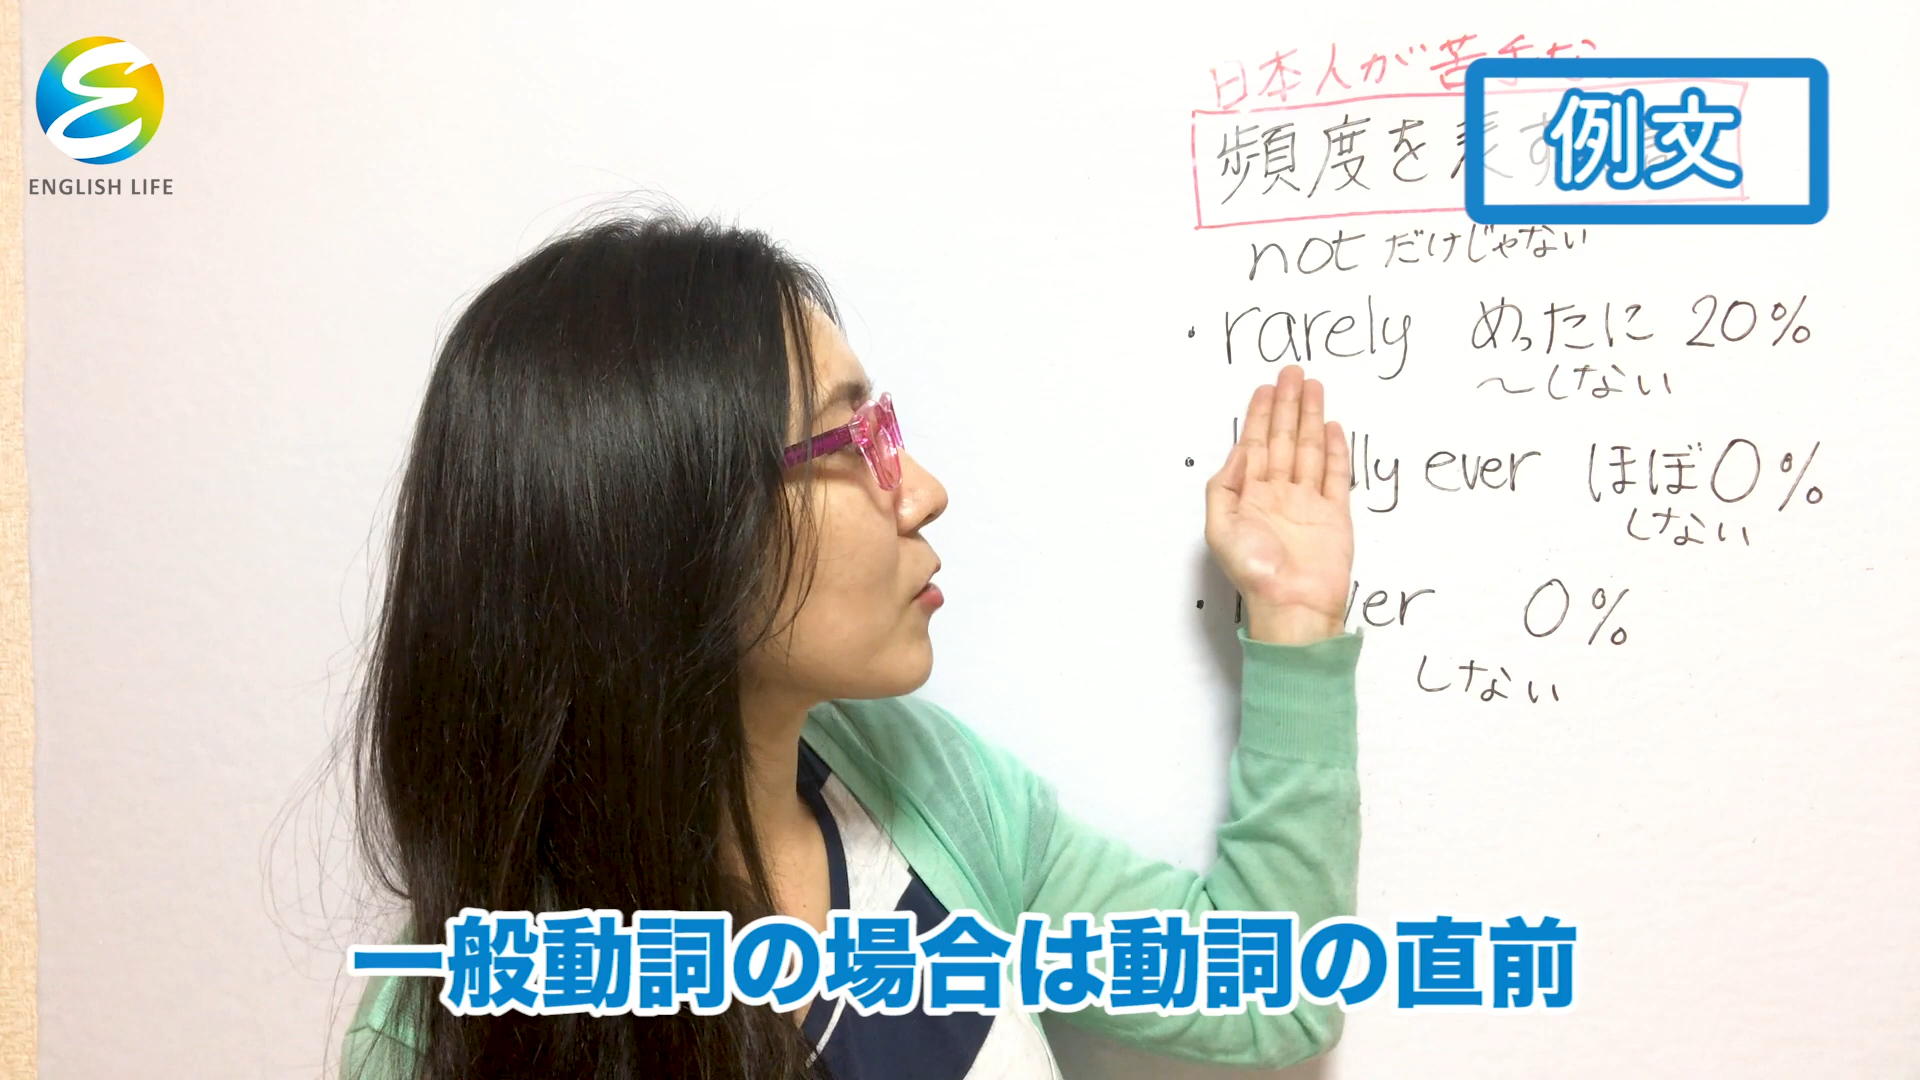 ENGLISH LIFE
日本人が苦手な
例文
頻度を表す
not だけじゃない
・rarely めったに 20%
〜しない
・ ever ほぼ0%
しない
・ 0%
しない
一般動詞の場合は動詞の直前